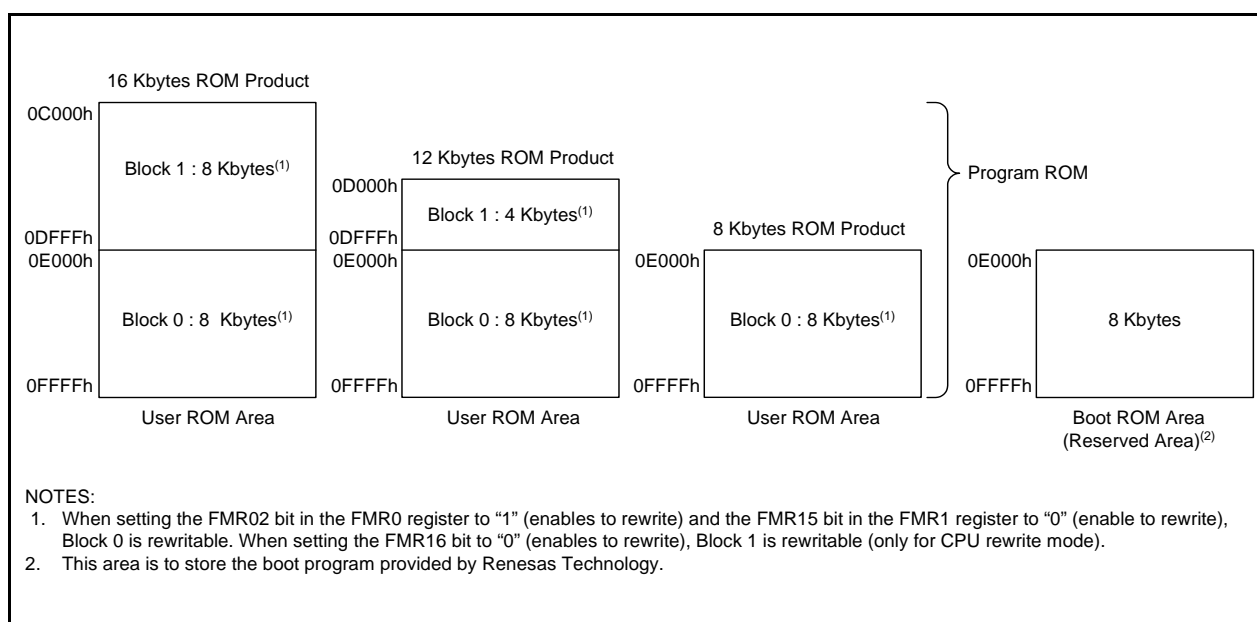 16 Kbytes ROM Product
0C000h
Block 1 : 8 Kbytes(1)
0DFFFh
0E000h
Block 0 : 8 Kbytes(1)
0FFFFh
User ROM Area
12 Kbytes ROM Product
0D000h
Block 1 : 4 Kbytes(1)
0DFFFh
0E000h
Block 0 : 8 Kbytes(1)
0FFFFh
User ROM Area
8 Kbytes ROM Product
0E000h
Block 0 : 8 Kbytes(1)
0FFFFh
User ROM Area
Program ROM
0E000h
8 Kbytes
0FFFFh
Boot ROM Area
(Reserved Area)(2)
NOTES:
1. When setting the FMR02 bit in the FMR0 register to “1” (enables to rewrite) and the FMR15 bit in the FMR1 register to “0” (enable to rewrite),
Block 0 is rewritable. When setting the FMR16 bit to “0” (enables to rewrite), Block 1 is rewritable (only for CPU rewrite mode).
2. This area is to store the boot program provided by Renesas Technology.